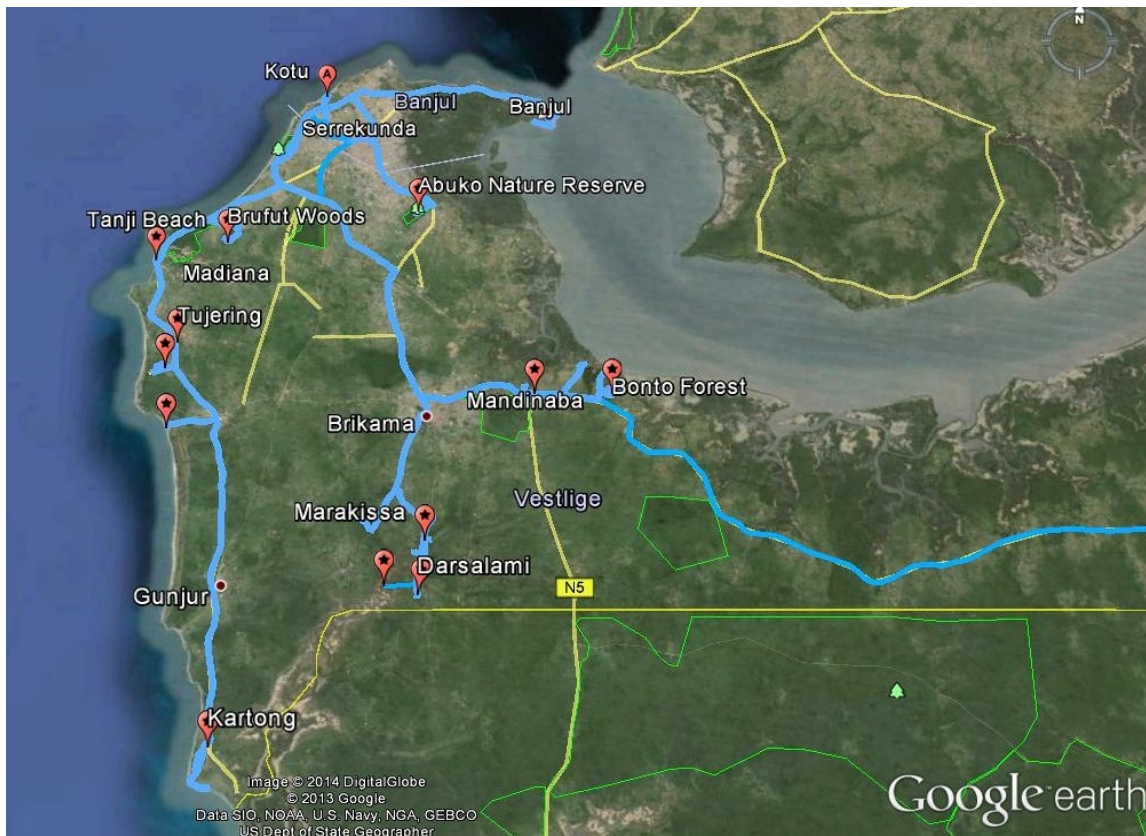 N
Kotu
A
Banjul
Banjul
Serrekunda
Abuko Nature Reserve
Tanji Beach
Brufut Woods
Madiana
Tujering
Bonto Forest
Mandinaba
Brikama
Marakissa
Vestlige
Darsalami
Gunjur
N5
Kartong
Image © 2014 DigitalGlobe
© 2013 Google
Data SIO, NOAA, U.S. Navy, NGA, GEBCO
US Dept of State Geographer
Google earth